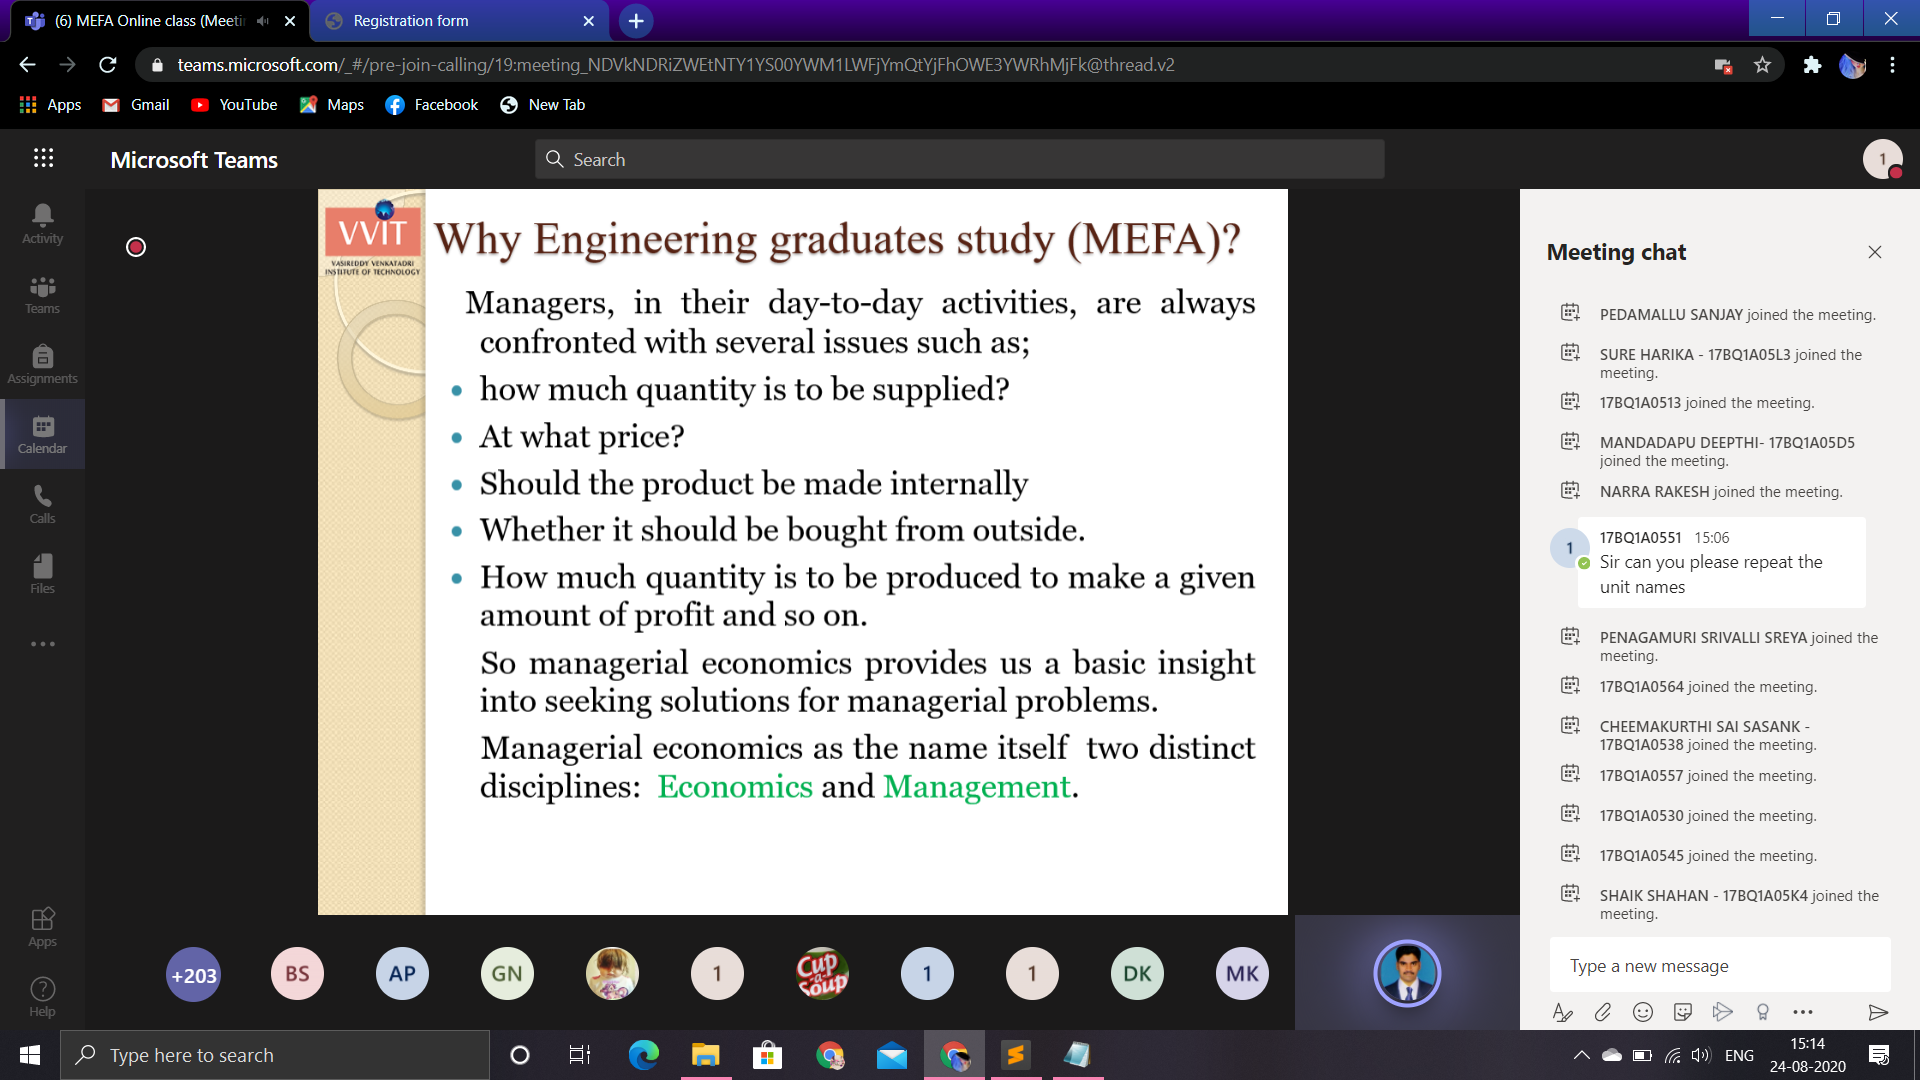 (6) MEFA Online class (Meeti
Registration form
teams.microsoft.com/_#/pre-join-calling/19:meeting_NDVkNDRiZWEtNTY1YS00YWM1LWFjYmQtYjFhOWE3YWRhMjFk@thread.v2
Apps
Gmail
YouTube
Maps
Facebook
New Tab
Microsoft Teams
Search
1
Activity
Teams
Assignments
Calendar
Calls
Files
Apps
Help
VVIT
VASIREDDY VENKATADRI
INSTITUTE OF TECHNOLOGY
Why Engineering graduates study (MEFA)?
Managers, in their day-to-day activities, are always
confronted with several issues such as;
• how much quantity is to be supplied?
• At what price?
• Should the product be made internally
• Whether it should be bought from outside.
• How much quantity is to be produced to make a given
amount of profit and so on.
So managerial economics provides us a basic insight
into seeking solutions for managerial problems.
Managerial economics as the name itself two distinct
disciplines: Economics and Management.
+203
BS
AP
GN
1
Cup
a
Soup
1
1
DK
MK
Meeting chat
PEDAMALLU SANJAY joined the meeting.
SURE HARIKA - 17BQ1A05L3 joined the
meeting.
17BQ1A0513 joined the meeting.
MANDADAPU DEEPTHI- 17BQ1A05D5
joined the meeting.
NARRA RAKESH joined the meeting.
1
17BQ1A0551 15:06
Sir can you please repeat the
unit names
PENAGAMURI SRIVALLI SREYA joined the
meeting.
17BQ1A0564 joined the meeting.
CHEEMAKURTHI SAI SASANK -
17BQ1A0538 joined the meeting.
17BQ1A0557 joined the meeting.
17BQ1A0530 joined the meeting.
17BQ1A0545 joined the meeting.
SHAIK SHAHAN - 17BQ1A05K4 joined the
meeting.
Type a new message
Type here to search
ENG
15:14
24-08-2020